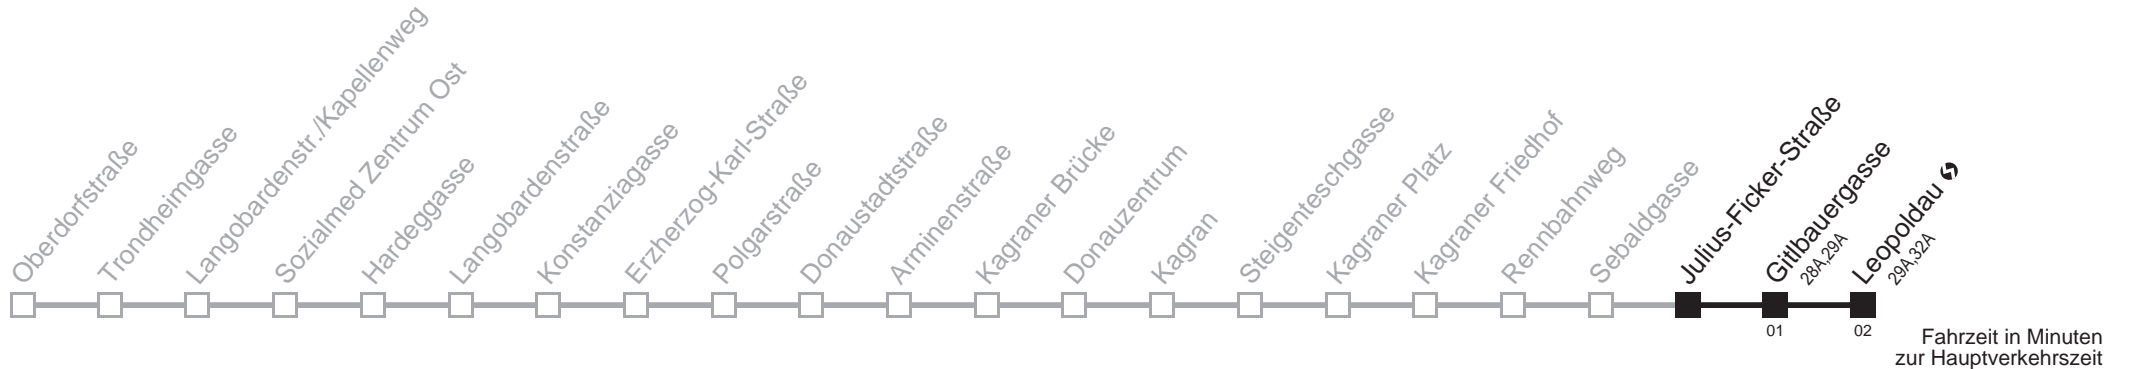 Oberdorfstraße
Trondheimgasse
Langobardenstr./Kapellenweg
Sozialmed Zentrum Ost
Hardeggasse
Langobardenstraße
Konstanziagasse
Erzherzog-Karl-Straße
Polgarstraße
Donaustadtstraße
Arminenstraße
Kagraner Brücke
Donauzentrum
Kagran
Steigenteschgasse
Kagraner Platz
Kagraner Friedhof
Rennbahnweg
Sebaldgasse
Julius-Ficker-Straße
Gitlbauergasse
28A,29A
Leopoldau
29A,32A
01
02
Fahrzeit in Minuten
zur Hauptverkehrszeit